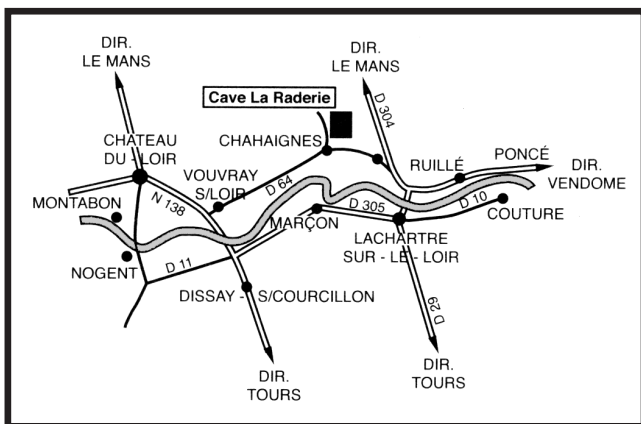 DIR.
LE MANS
DIR.
LE MANS
Cave La Raderie
D 304
CHATEAU
DU - LOIR
CHAHAIGNES
RUILLÉ
PONCÉ
DIR.
VENDOME
VOUVRAY
S/LOIR
D 64
N 138
MONTABON
MARÇON
D 305
D 10
COUTURE
NOGENT
D 11
LACHARTRE
SUR - LE - LOIR
DISSAY - S/COURCILLON
D 29
DIR.
TOURS
DIR.
TOURS